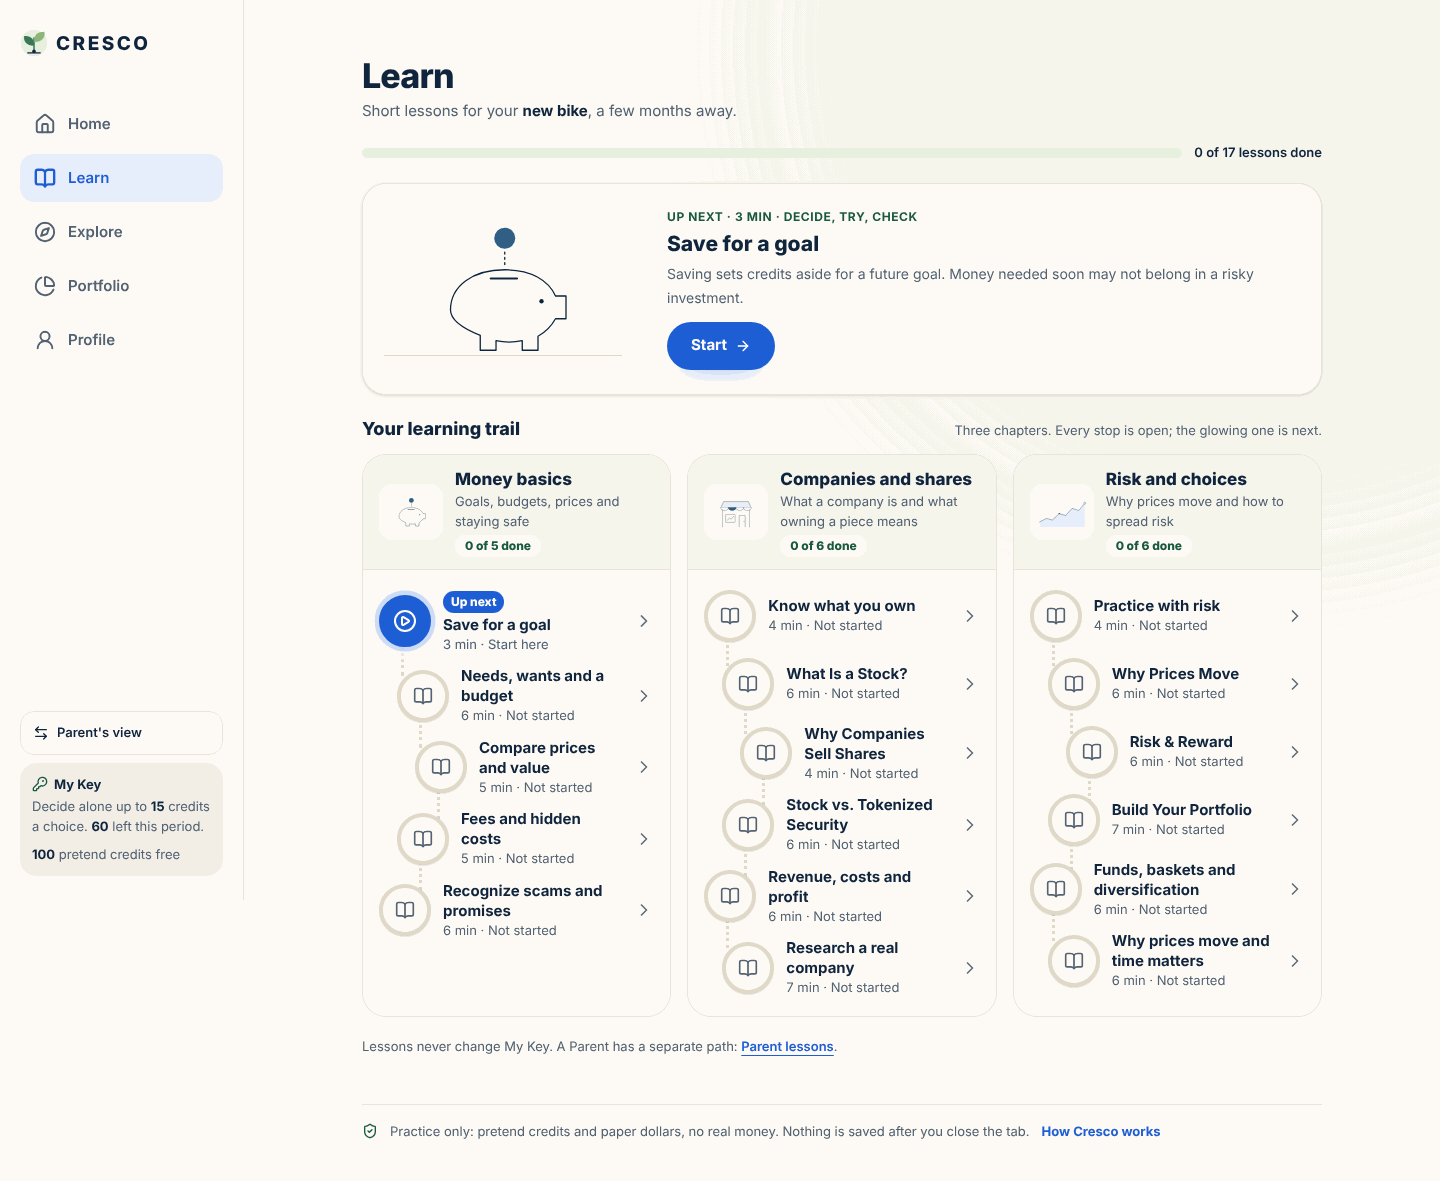 CRESCO
Home
Learn
Explore
Portfolio
Profile
Parent's view
My Key
Decide alone up to 15 credits
a choice. 60 left this period.
100 pretend credits free
Learn
Short lessons for your new bike, a few months away.
0 of 17 lessons done
UP NEXT · 3 MIN · DECIDE, TRY, CHECK
Save for a goal
Saving sets credits aside for a future goal. Money needed soon may not belong in a risky
investment.
Start
Your learning trail
Three chapters. Every stop is open; the glowing one is next.
Money basics
Goals, budgets, prices and
staying safe
0 of 5 done
Up next
Save for a goal
3 min · Start here
Needs, wants and a
budget
6 min · Not started
Compare prices
and value
5 min · Not started
Fees and hidden
costs
5 min · Not started
Recognize scams and
promises
6 min · Not started
Companies and shares
What a company is and what
owning a piece means
0 of 6 done
Know what you own
4 min · Not started
What Is a Stock?
6 min · Not started
Why Companies
Sell Shares
4 min · Not started
Stock vs. Tokenized
Security
6 min · Not started
Revenue, costs and
profit
6 min · Not started
Research a real
company
7 min · Not started
Risk and choices
Why prices move and how to
spread risk
0 of 6 done
Practice with risk
4 min · Not started
Why Prices Move
6 min · Not started
Risk & Reward
6 min · Not started
Build Your Portfolio
7 min · Not started
Funds, baskets and
diversification
6 min · Not started
Why prices move and
time matters
6 min · Not started
Lessons never change My Key. A Parent has a separate path: Parent lessons.
Practice only: pretend credits and paper dollars, no real money. Nothing is saved after you close the tab. How Cresco works